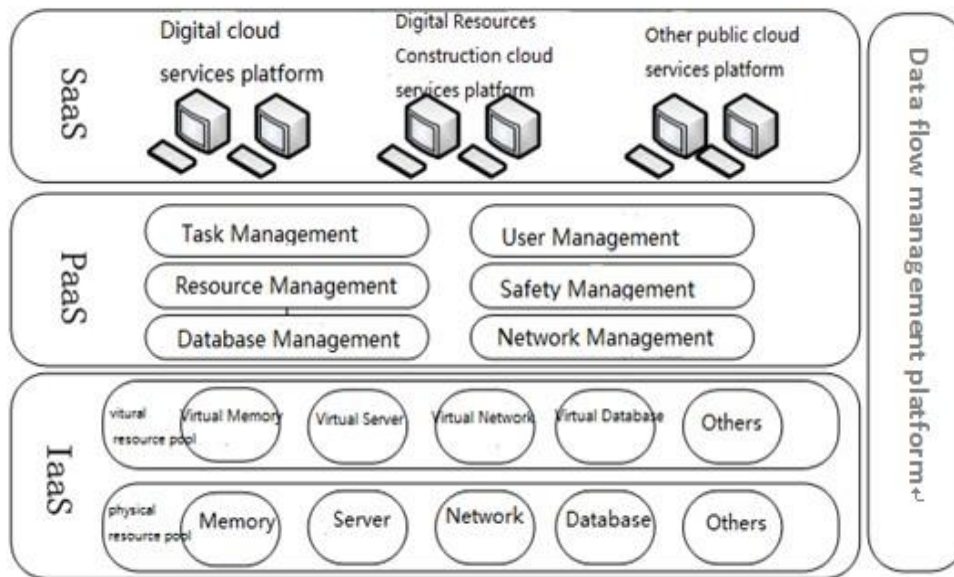 SaaS
Digital cloud
services platform
Digital Resources
Construction cloud
services platform
Other public cloud
services platform
PaaS
Task Management
User Management
Resource Management
Safety Management
Database Management
Network Management
IaaS
vitural
resource pool
Virtual Memory
Virtual Server
Virtual Network
Virtual Database
Others
physical
resource pool
Memory
Server
Network
Database
Others
Data flow management platform↵